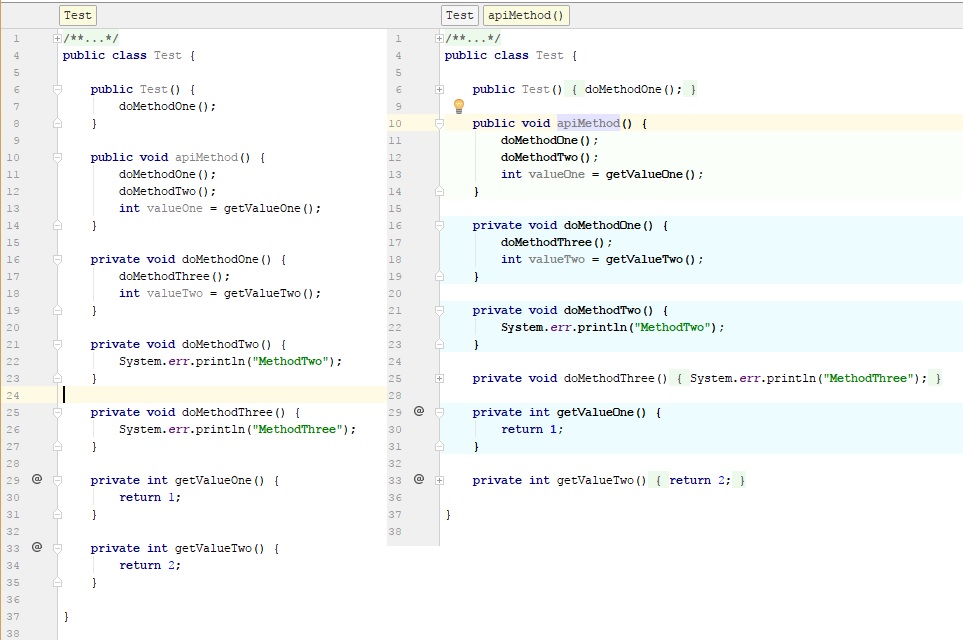 Test
1 /**...*/
4 public class Test {
5
6 public Test() {
7 doMethodOne();
8 }
9
10 public void apiMethod() {
11 doMethodOne();
12 doMethodTwo();
13 int valueOne = getValueOne();
14 }
15
16 private void doMethodOne() {
17 doMethodThree();
18 int valueTwo = getValueTwo();
19 }
20
21 private void doMethodTwo() {
22 System.err.println("MethodTwo");
23 }
24
25 private void doMethodThree() {
26 System.err.println("MethodThree");
27 }
28
29 @ private int getValueOne() {
30 return 1;
31 }
32
33 @ private int getValueTwo() {
34 return 2;
35 }
36
37 }
38
Test apiMethod()
1 /**...*/
4 public class Test {
5
6 public Test() { doMethodOne(); }
9
10 public void apiMethod() {
11 doMethodOne();
12 doMethodTwo();
13 int valueOne = getValueOne();
14 }
15
16 private void doMethodOne() {
17 doMethodThree();
18 int valueTwo = getValueTwo();
19 }
20
21 private void doMethodTwo() {
22 System.err.println("MethodTwo");
23 }
24
25 private void doMethodThree() { System.err.println("MethodThree"); }
28
29 @ private int getValueOne() {
30 return 1;
31 }
32
33 @ private int getValueTwo() { return 2; }
36
37 }
38